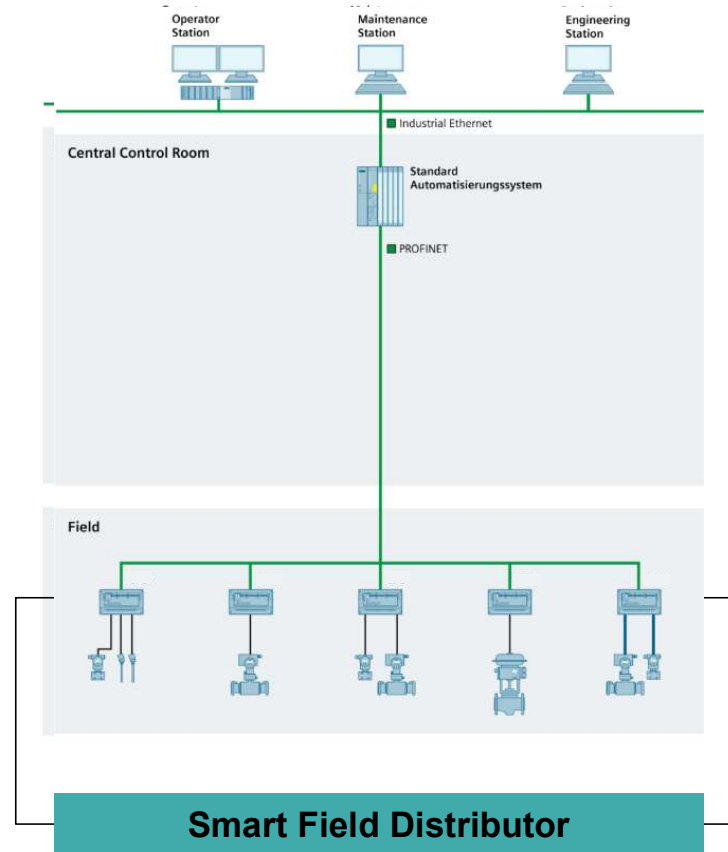 Operator
Station
Maintenance
Station
Engineering
Station
Industrial Ethernet
Central Control Room
Standard
Automatisierungssystem
PROFINET
Field
Smart Field Distributor